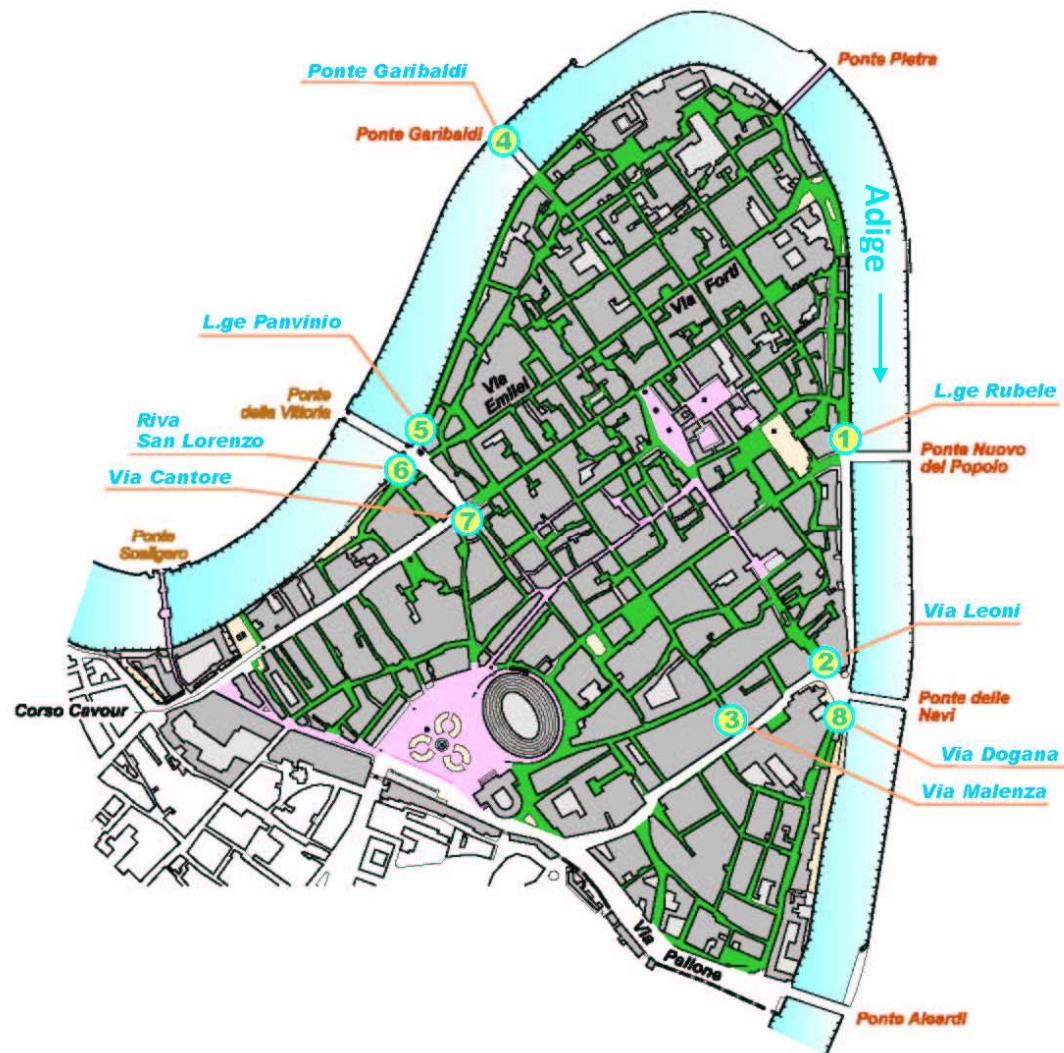 Ponte Pietra
Ponte Garibaldi
Ponte Garibaldi
4
Adige
Via Forti
L.ge Panvinio
Via
Emilei
Ponte
della Vittoria
L.ge Rubele
Riva
San Lorenzo
5
1
6
Ponte Nuovo
del Popolo
Via Cantore
7
Ponte
Scaligero
Via Leoni
2
Corso Cavour
3
8
Ponte delle
Navi
Via Dogana
Via Malenza
Via
Pallone
Ponte Aleardi